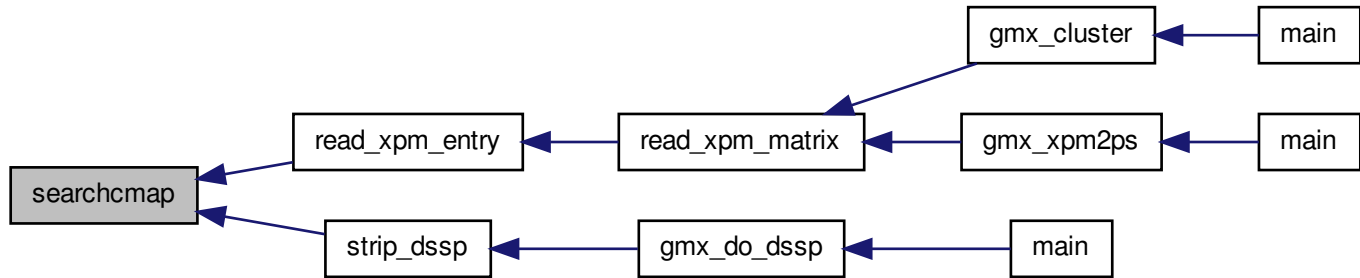 gmx_cluster
main
read_xpm_entry
read_xpm_matrix
gmx_xpm2ps
main
searchcmap
strip_dssp
gmx_do_dssp
main